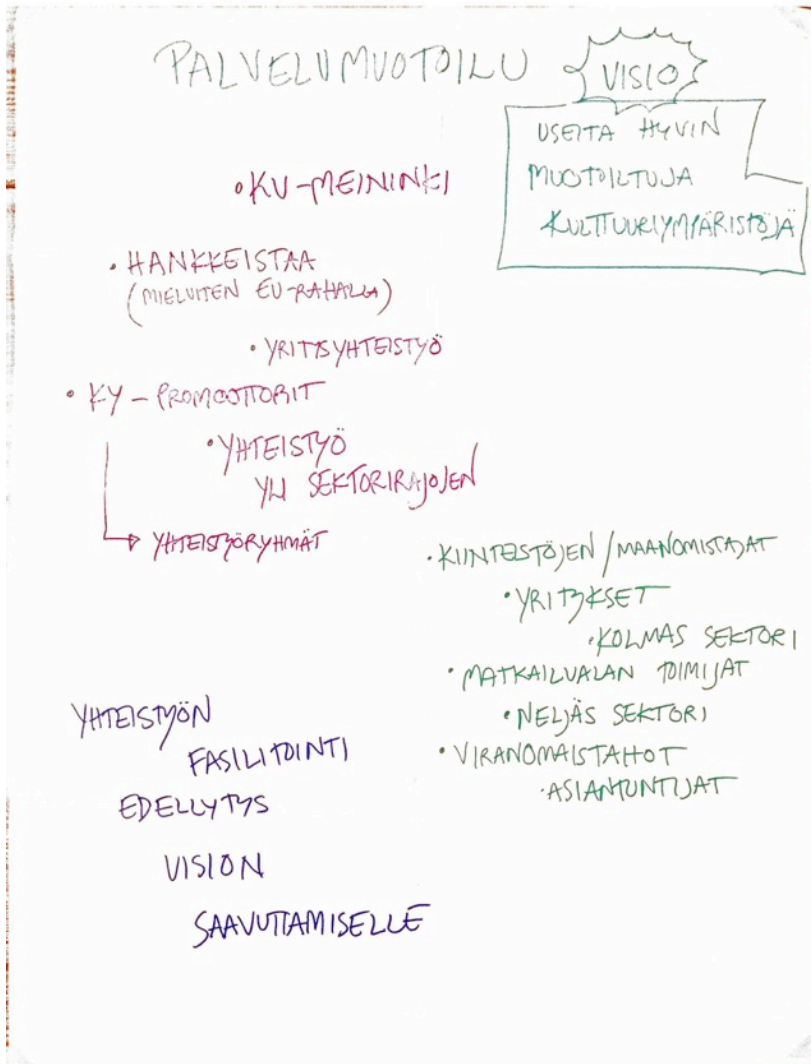 PALVELUMUOTOILU
VISIO
USEITA HYVIN
MUOTOILTUJA
KULTTUURIYMPÄRISTÖJÄ
• KV-MEININKI
• HANKKEISTAA
(MIELUITEN EU-RAHALLA)
• YRITYSYHTEISTYÖ
• KY – PROMOOTTORIT
• YHTEISTYÖ
YLI SEKTORIRAJOJEN
YHTEISTYÖRYHMÄT
• KIINTEISTÖJEN / MAANOMISTAJAT
• YRITYKSET
• KOLMAS SEKTORI
• MATKAILUALAN TOIMIJAT
• NELJÄS SEKTORI
• VIRANOMAISTAHOT
• ASIANTUNTIJAT
YHTEISTYÖN
FASILITOINTI
EDELLYTYS
VISION
SAAVUTTAMISELLE